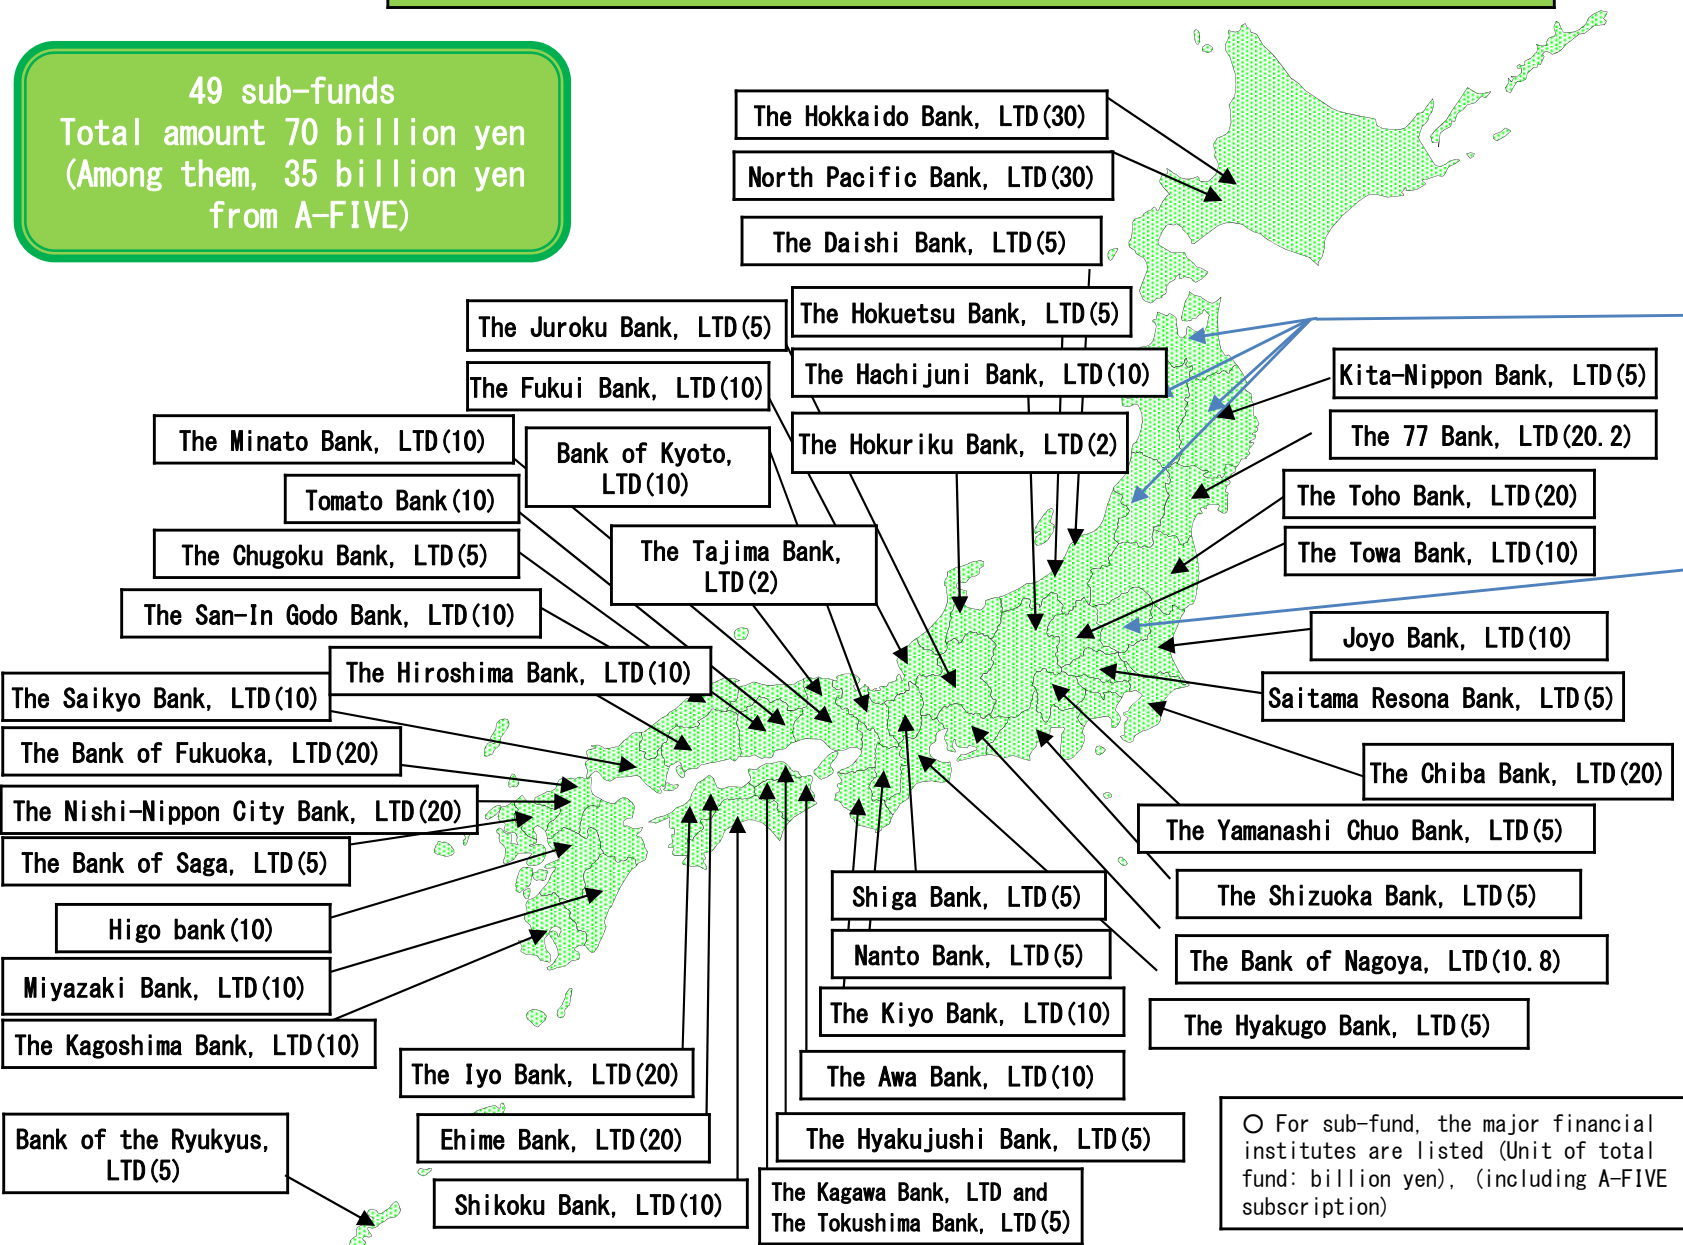 49 sub-funds
Total amount 70 billion yen
(Among them, 35 billion yen
from A-FIVE)
The Hokkaido Bank, LTD(30)
North Pacific Bank, LTD(30)
The Daishi Bank, LTD(5)
The Juroku Bank, LTD(5)
The Hokuetsu Bank, LTD(5)
The Fukui Bank, LTD(10)
The Hachijuni Bank, LTD(10)
Kita-Nippon Bank, LTD(5)
The Minato Bank, LTD(10)
Bank of Kyoto,
LTD(10)
The Hokuriku Bank, LTD(2)
The 77 Bank, LTD(20.2)
Tomato Bank(10)
The Toho Bank, LTD(20)
The Chugoku Bank, LTD(5)
The Tajima Bank,
LTD(2)
The Towa Bank, LTD(10)
The San-In Godo Bank, LTD(10)
Joyo Bank, LTD(10)
The Hiroshima Bank, LTD(10)
The Saikyo Bank, LTD(10)
Saitama Resona Bank, LTD(5)
The Bank of Fukuoka, LTD(20)
The Chiba Bank, LTD(20)
The Nishi-Nippon City Bank, LTD(20)
The Yamanashi Chuo Bank, LTD(5)
The Bank of Saga, LTD(5)
Shiga Bank, LTD(5)
The Shizuoka Bank, LTD(5)
Higo bank(10)
Nanto Bank, LTD(5)
The Bank of Nagoya, LTD(10.8)
Miyazaki Bank, LTD(10)
The Kiyo Bank, LTD(10)
The Hyakugo Bank, LTD(5)
The Kagoshima Bank, LTD(10)
The Iyo Bank, LTD(20)
The Awa Bank, LTD(10)
Bank of the Ryukyus,
LTD(5)
Ehime Bank, LTD(20)
The Hyakujushi Bank, LTD(5)
Shikoku Bank, LTD(10)
The Kagawa Bank, LTD and
The Tokushima Bank, LTD(5)
○ For sub-fund, the major financial
institutes are listed (Unit of total
fund: billion yen), (including A-FIVE
subscription)